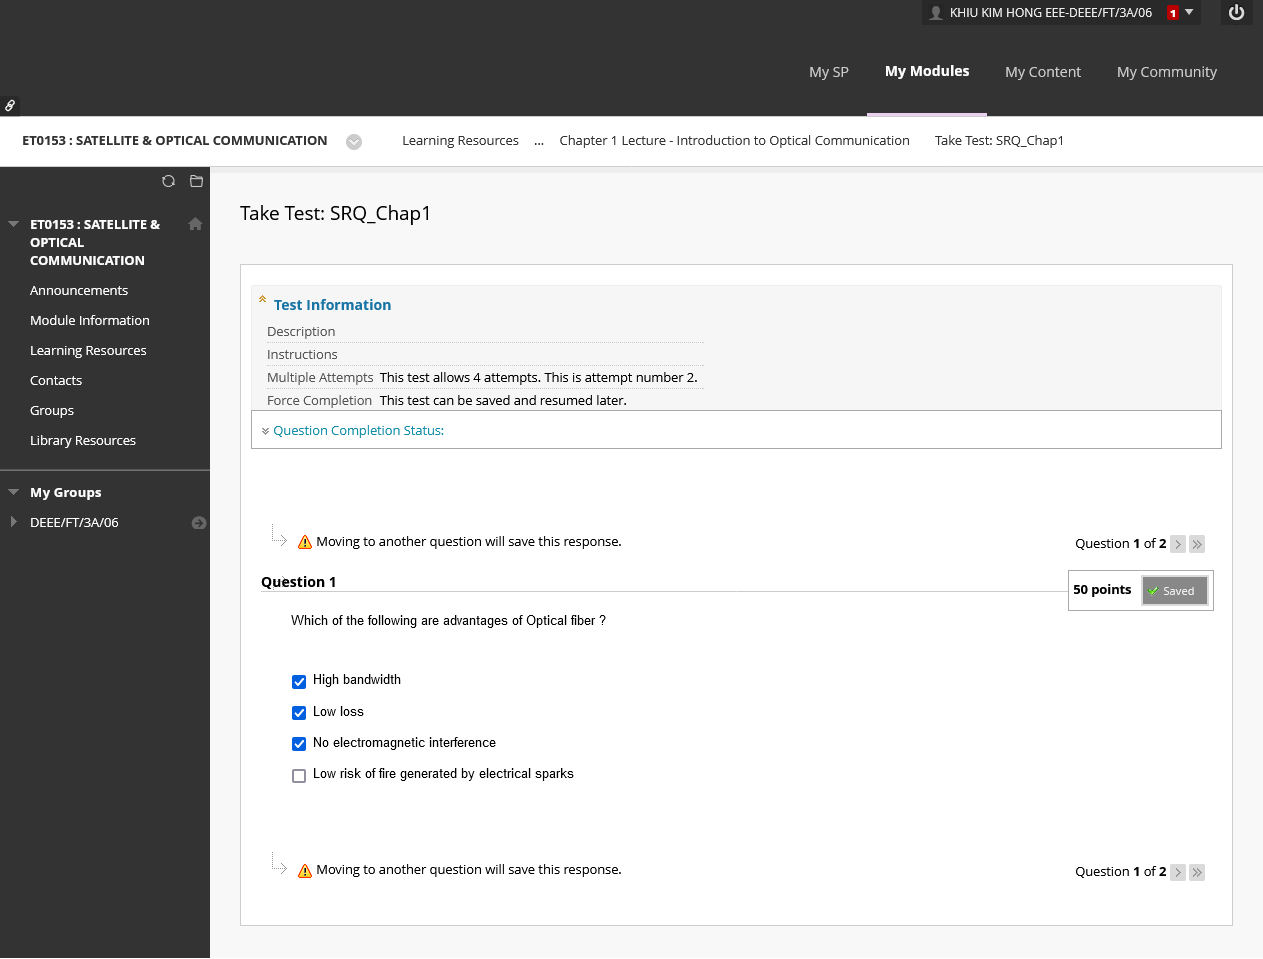 KHIU KIM HONG EEE-DEEE/FT/3A/06 1
My SP My Modules My Content My Community
ET0153 : SATELLITE & OPTICAL COMMUNICATION Learning Resources ... Chapter 1 Lecture - Introduction to Optical Communication Take Test: SRQ_Chap1
ET0153 : SATELLITE &
OPTICAL
COMMUNICATION
Announcements
Module Information
Learning Resources
Contacts
Groups
Library Resources
My Groups
DEEE/FT/3A/06
Take Test: SRQ_Chap1
Test Information
Description
Instructions
Multiple Attempts This test allows 4 attempts. This is attempt number 2.
Force Completion This test can be saved and resumed later.
Question Completion Status:
Moving to another question will save this response. Question 1 of 2
Question 1
50 points Saved
Which of the following are advantages of Optical fiber ?
High bandwidth
Low loss
No electromagnetic interference
Low risk of fire generated by electrical sparks
Moving to another question will save this response. Question 1 of 2